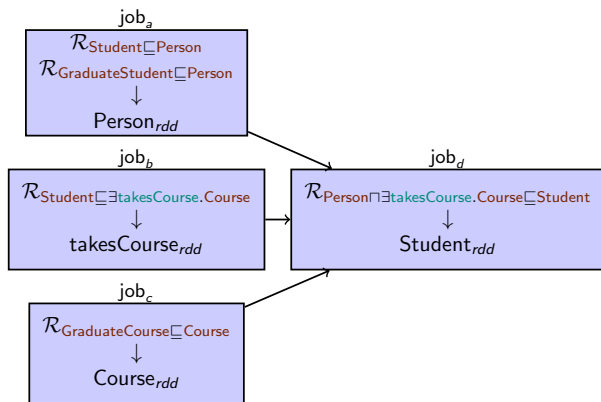 job_a
ℛ_Student⊑Person
ℛ_GraduateStudent⊑Person
↓
Person_rdd
job_b
ℛ_Student⊑∃takesCourse.Course
↓
takesCourse_rdd
job_d
ℛ_Person⊓∃takesCourse.Course⊑Student
↓
Student_rdd
job_c
ℛ_GraduateCourse⊑Course
↓
Course_rdd